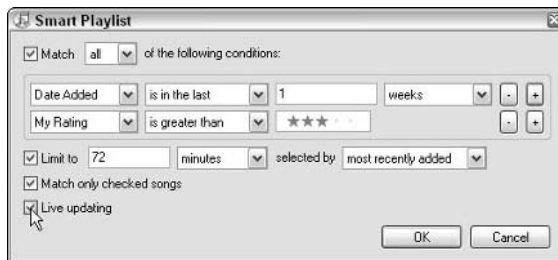 Smart Playlist
Match all of the following conditions:
Date Added is in the last 1 weeks - +
My Rating is greater than - +
Limit to 72 minutes selected by most recently added
Match only checked songs
Live updating
OK Cancel